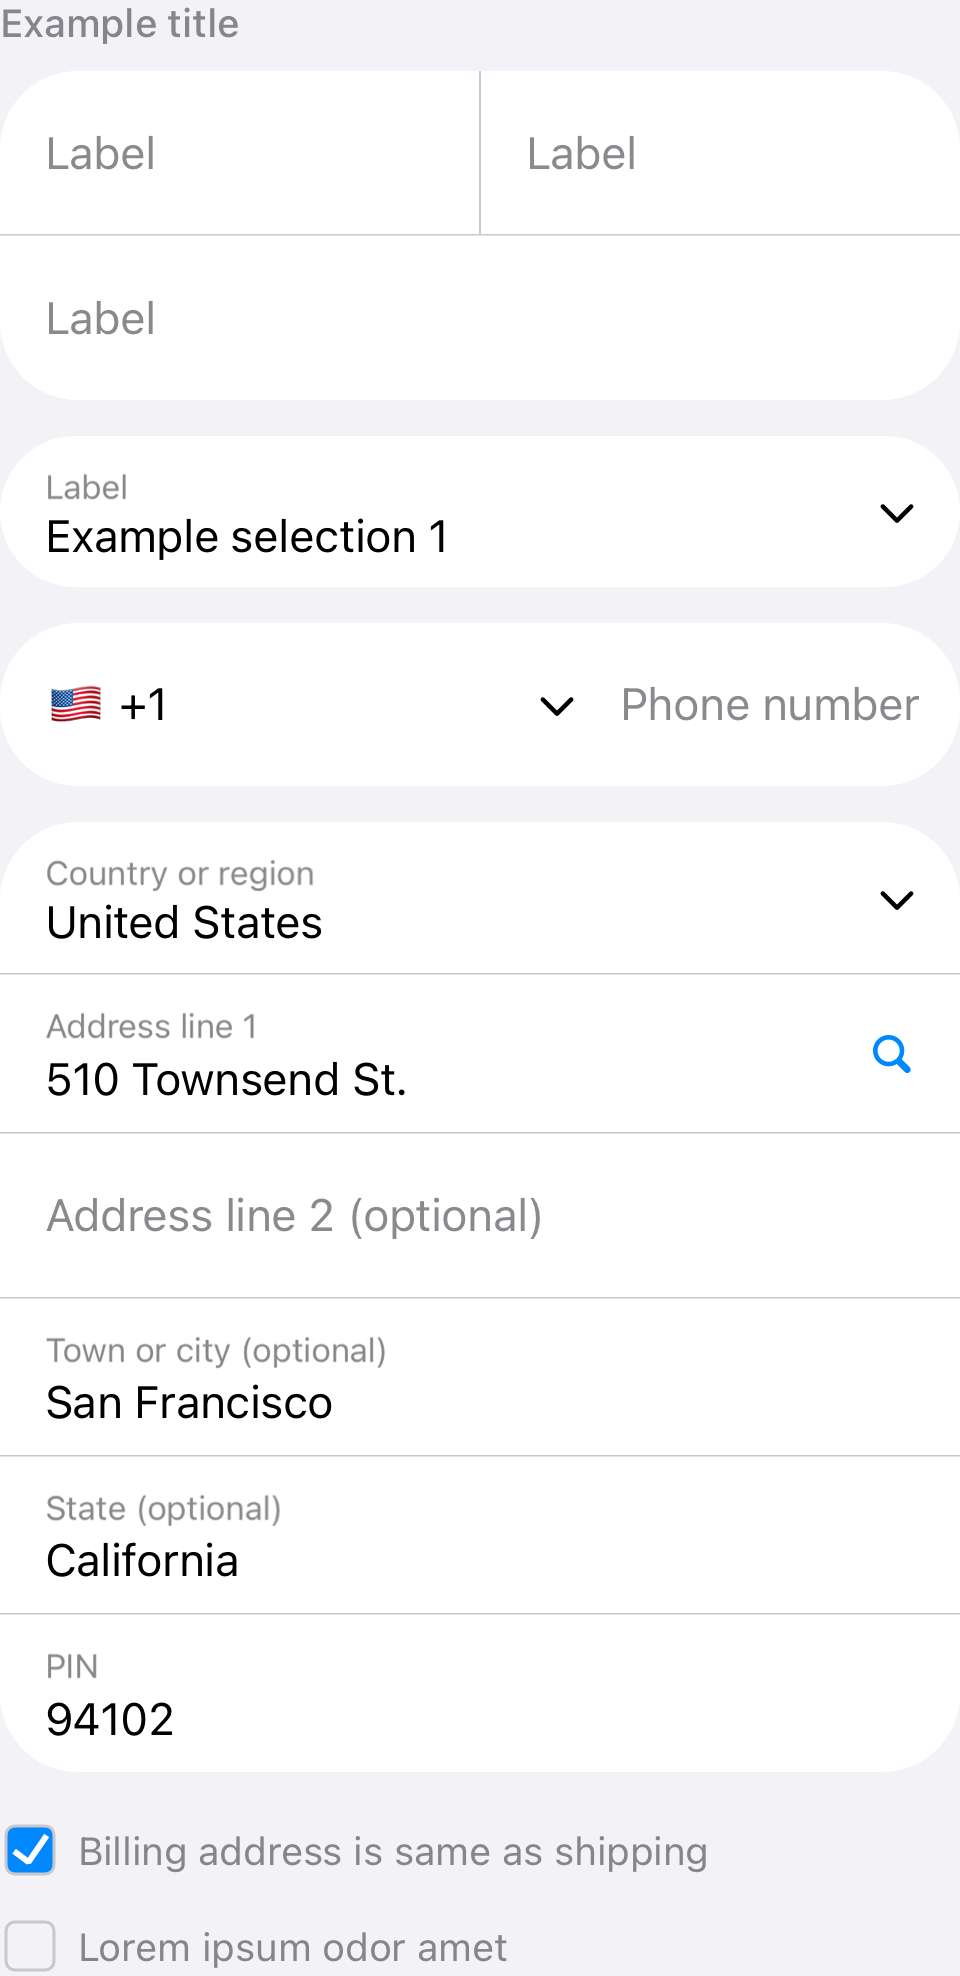 Example title
Label Label
Label
Label
Example selection 1
🇺🇸 +1 Phone number
Country or region
United States
Address line 1
510 Townsend St.
Address line 2 (optional)
Town or city (optional)
San Francisco
State (optional)
California
PIN
94102
Billing address is same as shipping
Lorem ipsum odor amet